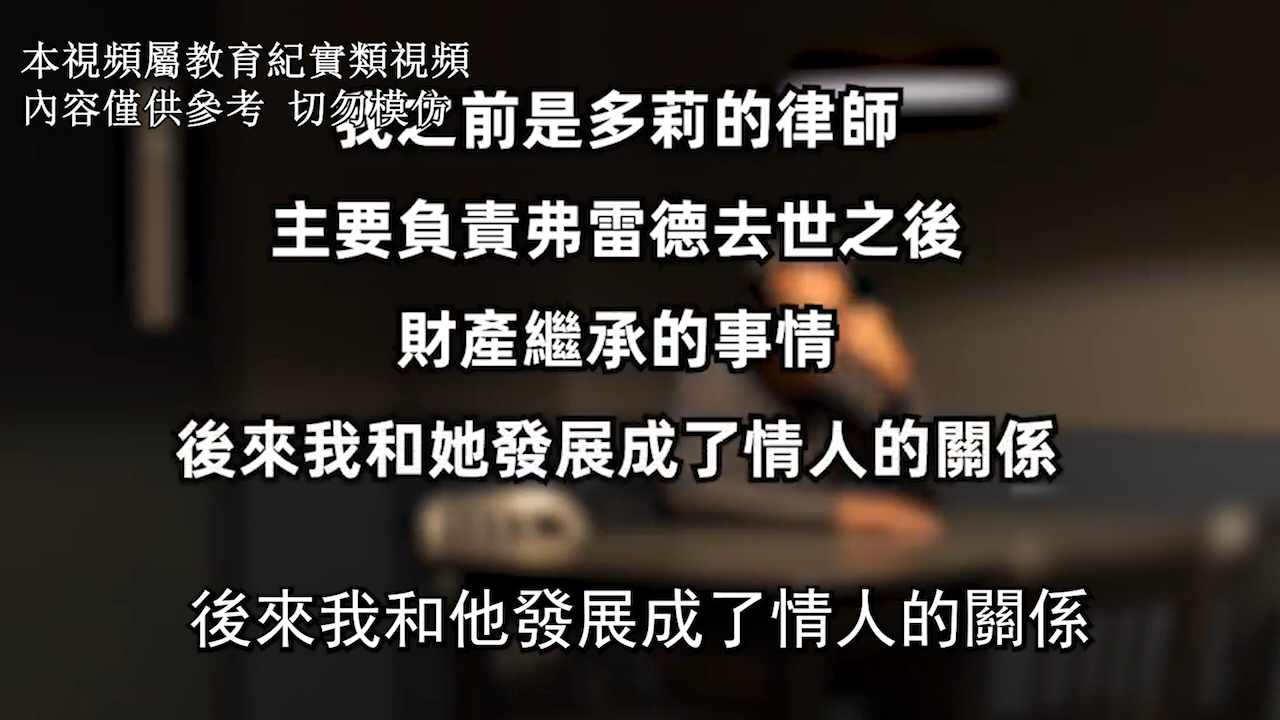 本視頻屬教育紀實類視頻
內容僅供參考 切勿模仿
我之前是多莉的律師
主要負責弗雷德去世之後
財產繼承的事情
後來我和她發展成了情人的關係
後來我和他發展成了情人的關係